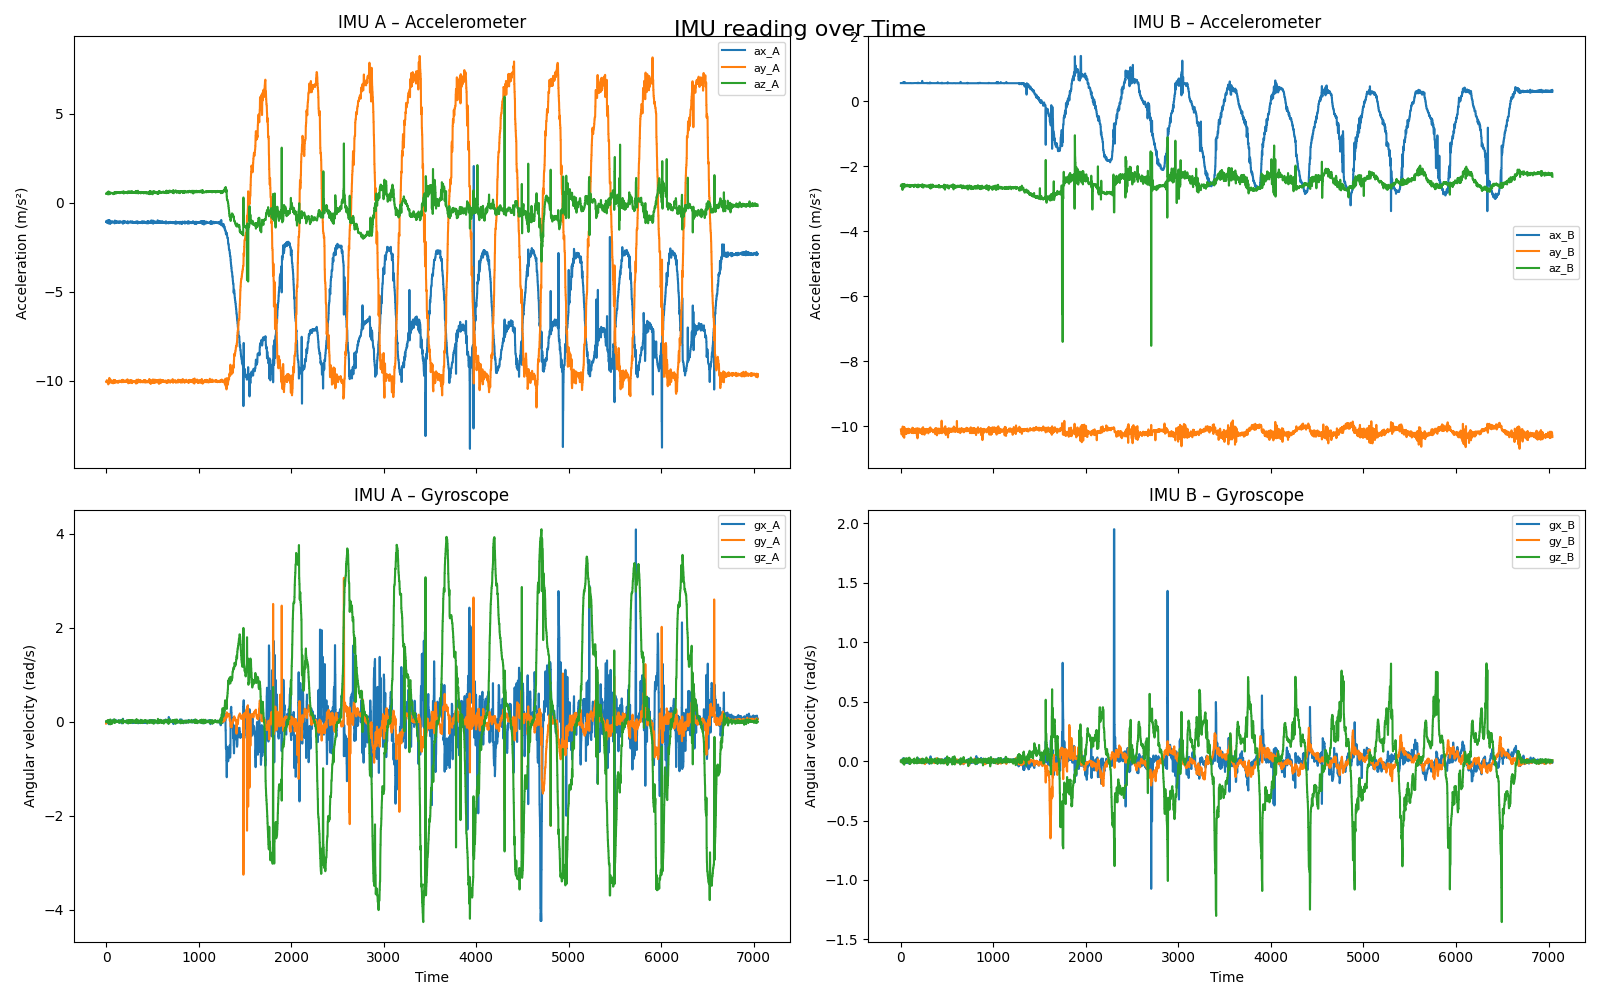 IMU reading over Time
IMU A – Accelerometer
Acceleration (m/s²)
5
0
−5
−10
ax_A
ay_A
az_A
IMU B – Accelerometer
Acceleration (m/s²)
2
0
−2
−4
−6
−8
−10
ax_B
ay_B
az_B
IMU A – Gyroscope
Angular velocity (rad/s)
4
2
0
−2
−4
gx_A
gy_A
gz_A
0 1000 2000 3000 4000 5000 6000 7000
Time
IMU B – Gyroscope
Angular velocity (rad/s)
2.0
1.5
1.0
0.5
0.0
−0.5
−1.0
−1.5
gx_B
gy_B
gz_B
0 1000 2000 3000 4000 5000 6000 7000
Time